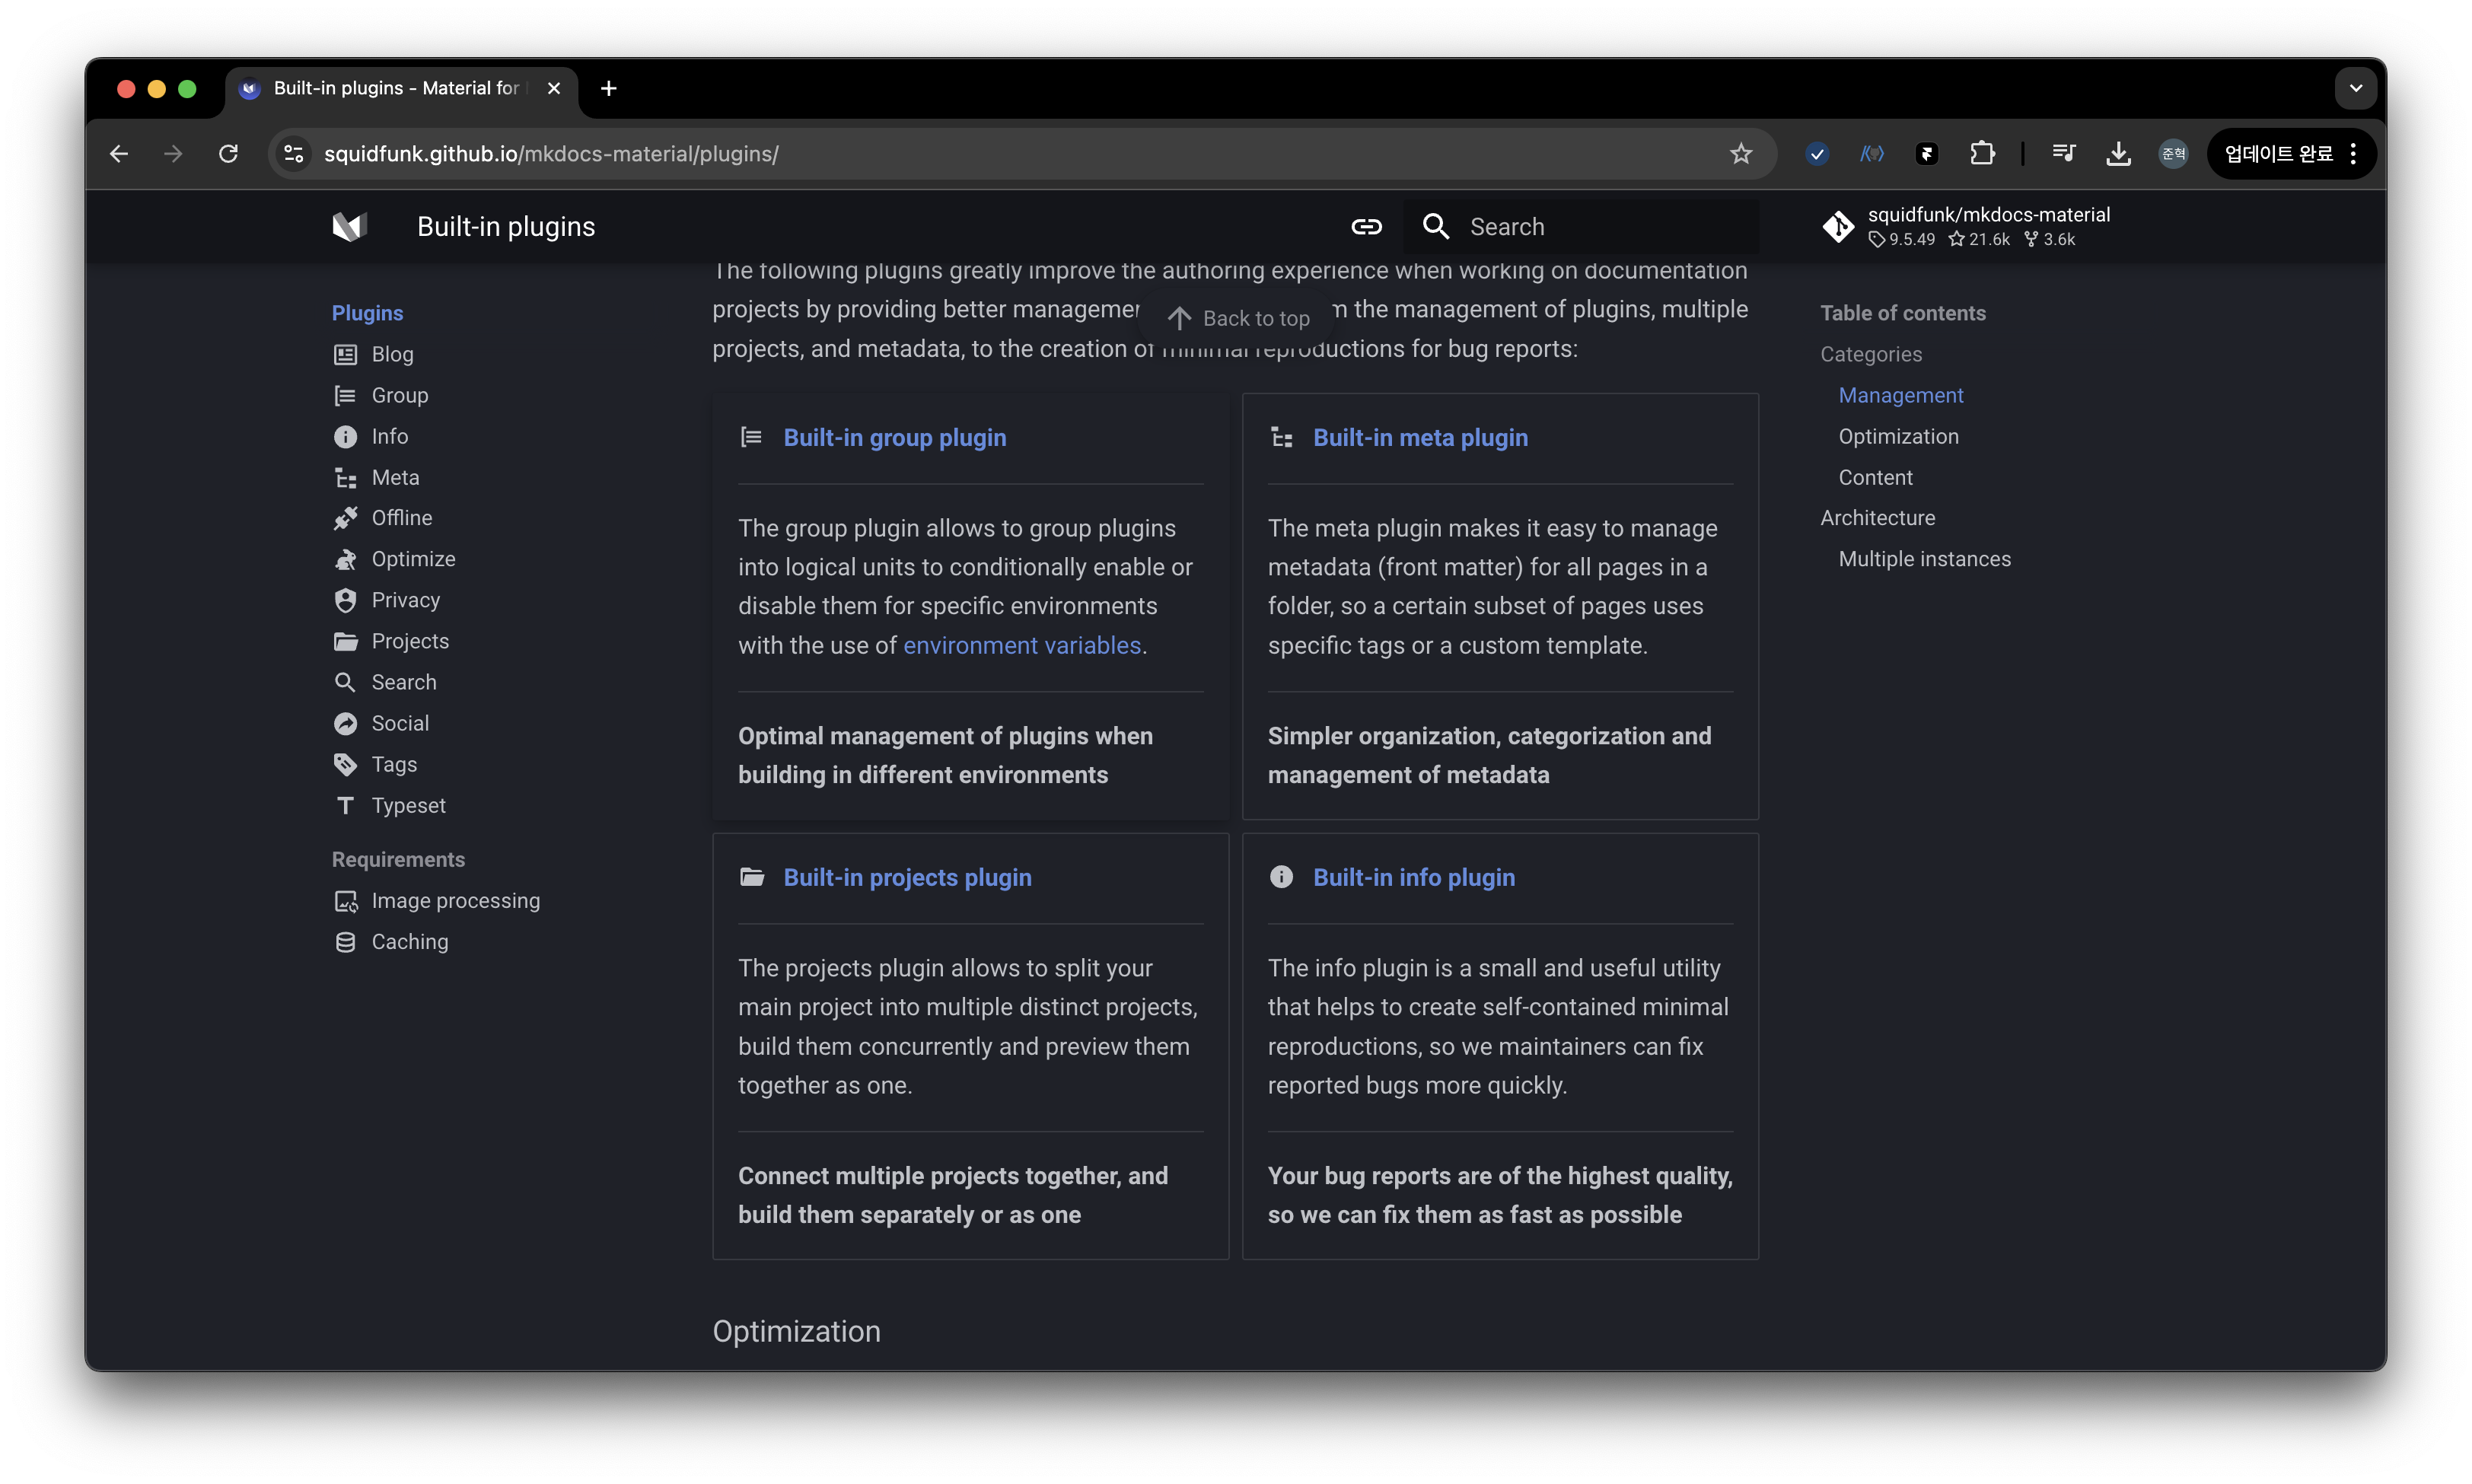 Built-in plugins - Material for
squidfunk.github.io/mkdocs-material/plugins/
준혁
업데이트 완료
Built-in plugins
Search
squidfunk/mkdocs-material
9.5.49 21.6k 3.6k
Plugins
Blog
Group
Info
Meta
Offline
Optimize
Privacy
Projects
Search
Social
Tags
Typeset
Requirements
Image processing
Caching
The following plugins greatly improve the authoring experience when working on documentation
projects by providing better management the management of plugins, multiple
projects, and metadata, to the creation of minimal reproductions for bug reports:
Back to top
Built-in group plugin
The group plugin allows to group plugins
into logical units to conditionally enable or
disable them for specific environments
with the use of environment variables.
Optimal management of plugins when
building in different environments
Built-in meta plugin
The meta plugin makes it easy to manage
metadata (front matter) for all pages in a
folder, so a certain subset of pages uses
specific tags or a custom template.
Simpler organization, categorization and
management of metadata
Built-in projects plugin
The projects plugin allows to split your
main project into multiple distinct projects,
build them concurrently and preview them
together as one.
Connect multiple projects together, and
build them separately or as one
Built-in info plugin
The info plugin is a small and useful utility
that helps to create self-contained minimal
reproductions, so we maintainers can fix
reported bugs more quickly.
Your bug reports are of the highest quality,
so we can fix them as fast as possible
Optimization
Table of contents
Categories
Management
Optimization
Content
Architecture
Multiple instances